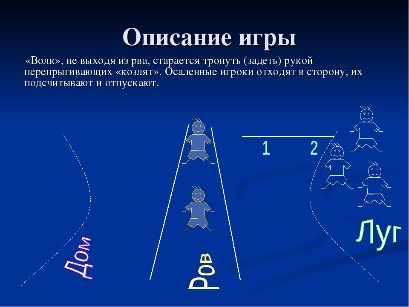 Описание игры
«Волк», не выходя из рва, старается тронуть (задеть) рукой
перепрыгивающих «козлят». Осаленные игроки отходят в сторону, их
подсчитывают и отпускают.
1 2
Дом
Ров
Луг